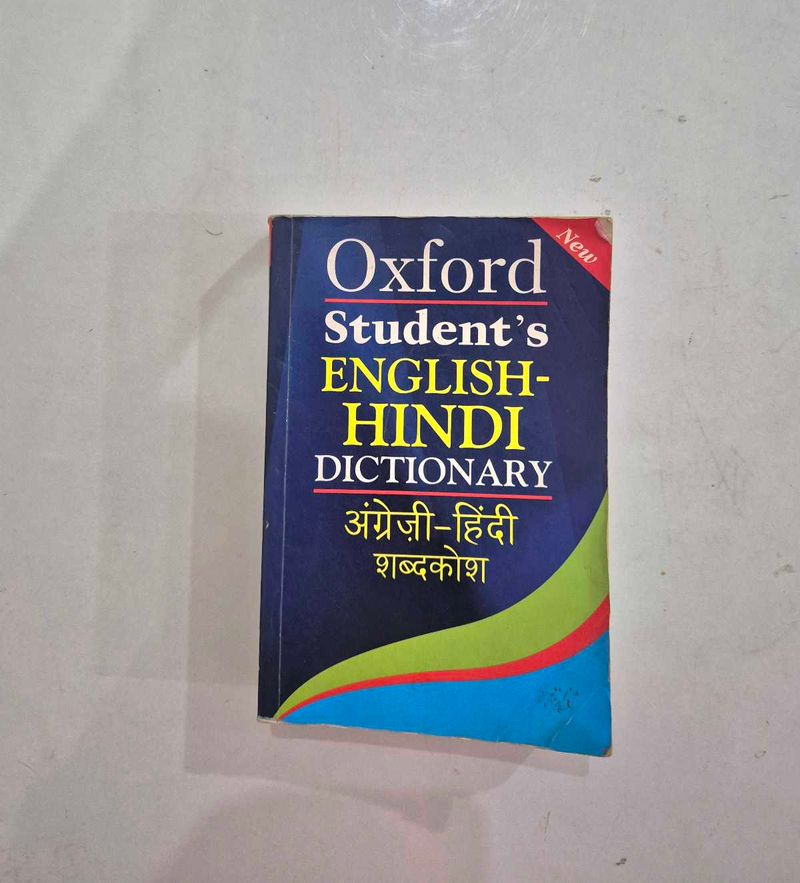 New
Oxford
Student's
ENGLISH-
HINDI
DICTIONARY
अंग्रेज़ी-हिंदी
शब्दकोश